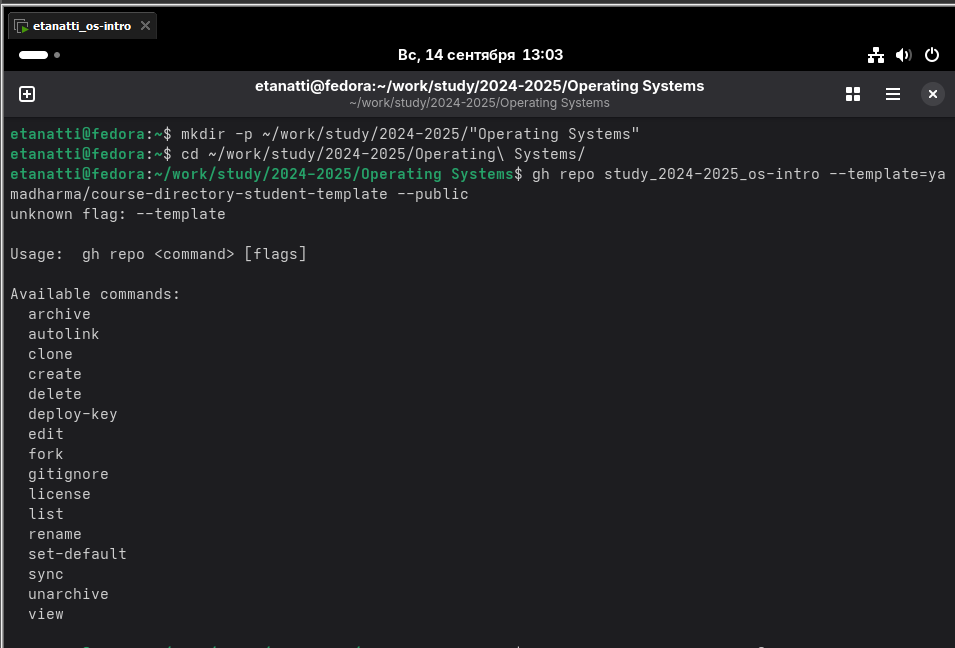 etanatti_os-intro
Вс, 14 сентября 13:03
etanatti@fedora:~/work/study/2024-2025/Operating Systems
~/work/study/2024-2025/Operating Systems
etanatti@fedora:~$ mkdir -p ~/work/study/2024-2025/"Operating Systems"
etanatti@fedora:~$ cd ~/work/study/2024-2025/Operating\ Systems/
etanatti@fedora:~/work/study/2024-2025/Operating Systems$ gh repo study_2024-2025_os-intro --template=ya
madharma/course-directory-student-template --public
unknown flag: --template
Usage:  gh repo <command> [flags]
Available commands:
  archive
  autolink
  clone
  create
  delete
  deploy-key
  edit
  fork
  gitignore
  license
  list
  rename
  set-default
  sync
  unarchive
  view